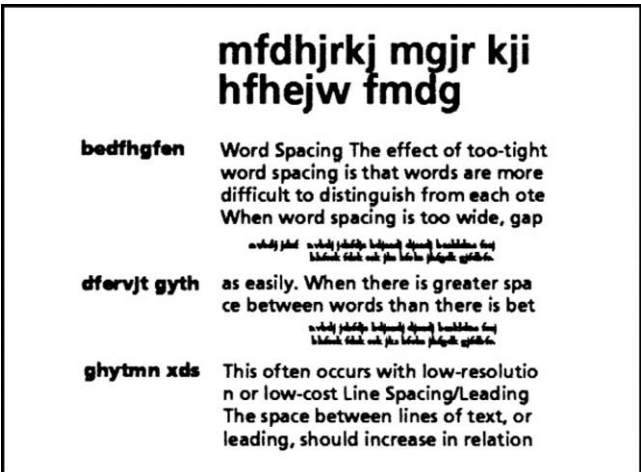 mfdhjrkj mgjr kji
hfhejw fmdg
bedfhgfen Word Spacing The effect of too-tight
word spacing is that words are more
difficult to distinguish from each ote
When word spacing is too wide, gap
dfervjt gyth as easily. When there is greater spa
ce between words than there is bet
ghytmn xds This often occurs with low-resolutio
n or low-cost Line Spacing/Leading
The space between lines of text, or
leading, should increase in relation